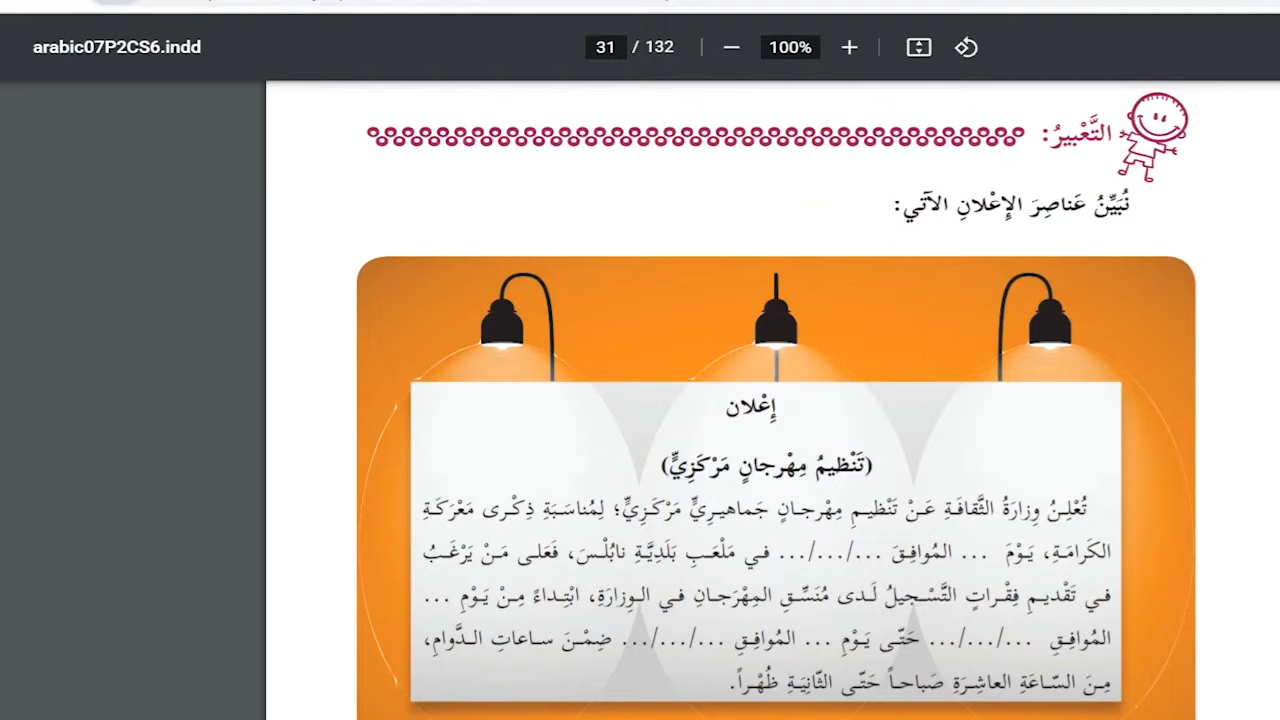 arabic07P2CS6.indd
31 / 132
100%
التَّعْبيرُ:
نُبَيِّنُ عَناصِرَ الإِعْلانِ الآتي:
إِعْلان
(تَنْظيمُ مِهْرجانٍ مَرْكَزِيٍّ)
تُعْلِنُ وِزارَةُ الثَّقافَةِ عَنْ تَنْظيمِ مِهْرجانٍ جَماهيرِيٍّ مَرْكَزِيٍّ؛ لِمُناسَبَةِ ذِكْرى مَعْرَكَةِ
الكَرامَةِ، يَوْمَ ... المُوافِقَ .../.../... في مَلْعَبِ بَلَدِيَّةِ نابُلْسَ، فَعَلى مَنْ يَرْغَبُ
في تَقْديمِ فِقْراتٍ التَّسْجيلُ لَدى مُنَسِّقِ المِهْرَجانِ في الوِزارَةِ، ابْتِداءً مِنْ يَوْمِ ...
المُوافِقِ .../.../... حَتّى يَوْمِ ... المُوافِقِ .../.../... ضِمْنَ ساعاتِ الدَّوامِ،
مِنَ السّاعَةِ العاشِرَةِ صَباحاً حَتّى الثّانِيَةِ ظُهْراً.